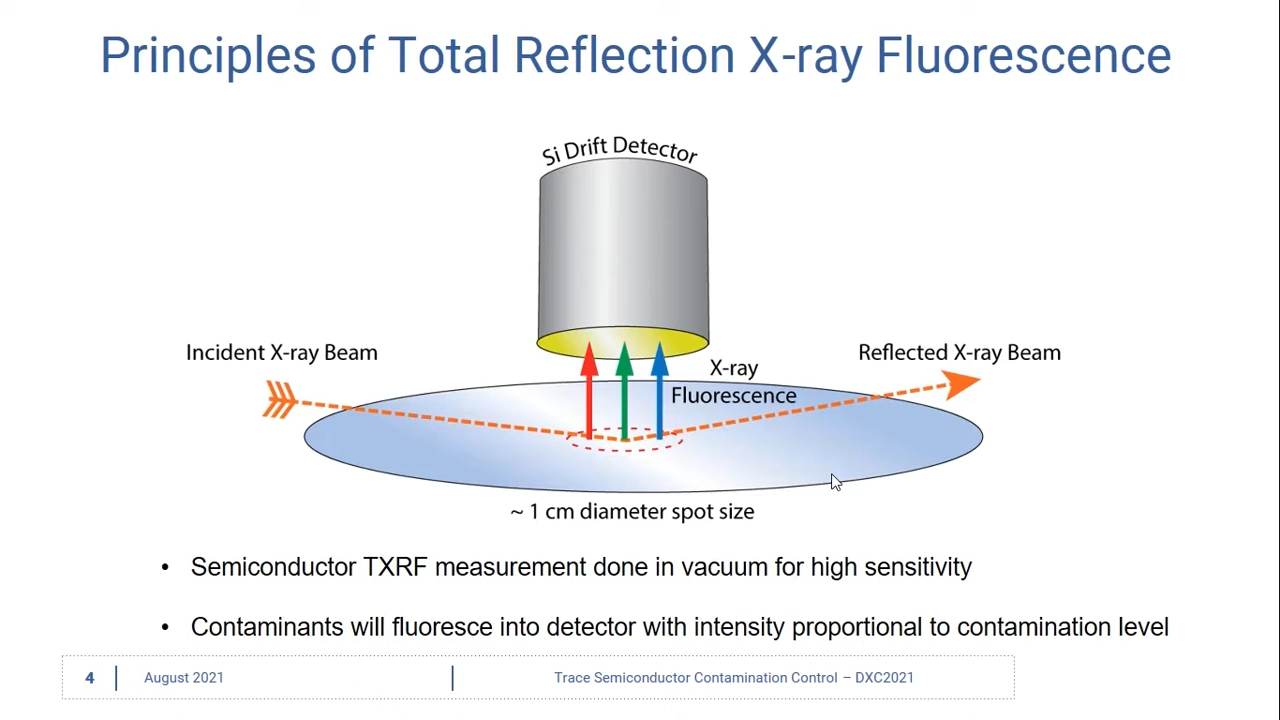 Principles of Total Reflection X-ray Fluorescence
Si Drift Detector
Incident X-ray Beam
Reflected X-ray Beam
X-ray
Fluorescence
~ 1 cm diameter spot size
• Semiconductor TXRF measurement done in vacuum for high sensitivity
• Contaminants will fluoresce into detector with intensity proportional to contamination level
4 August 2021 Trace Semiconductor Contamination Control – DXC2021